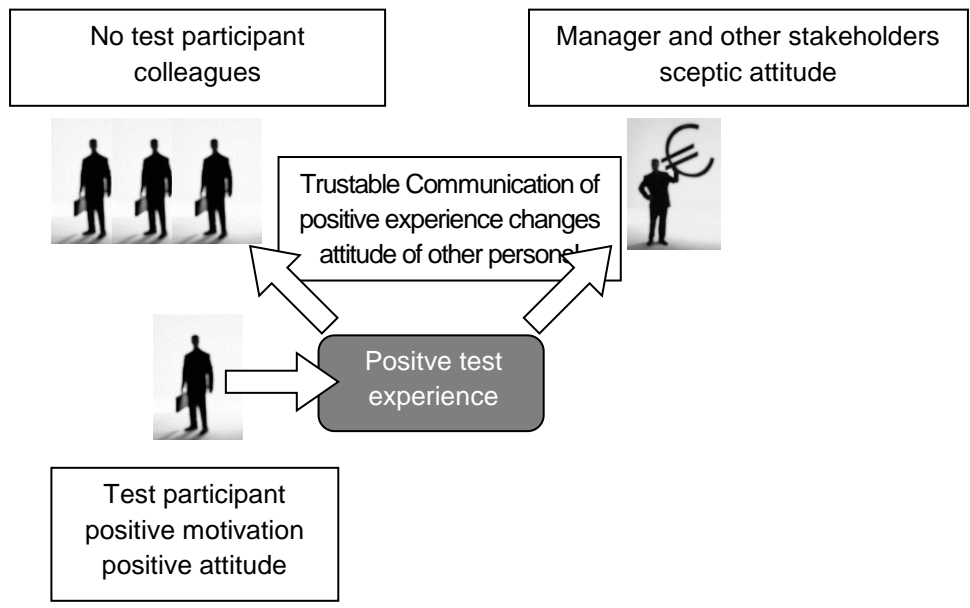 No test participant
colleagues
Manager and other stakeholders
sceptic attitude
Trustable Communication of
positive experience changes
attitude of other persons!
Positve test
experience
Test participant
positive motivation
positive attitude